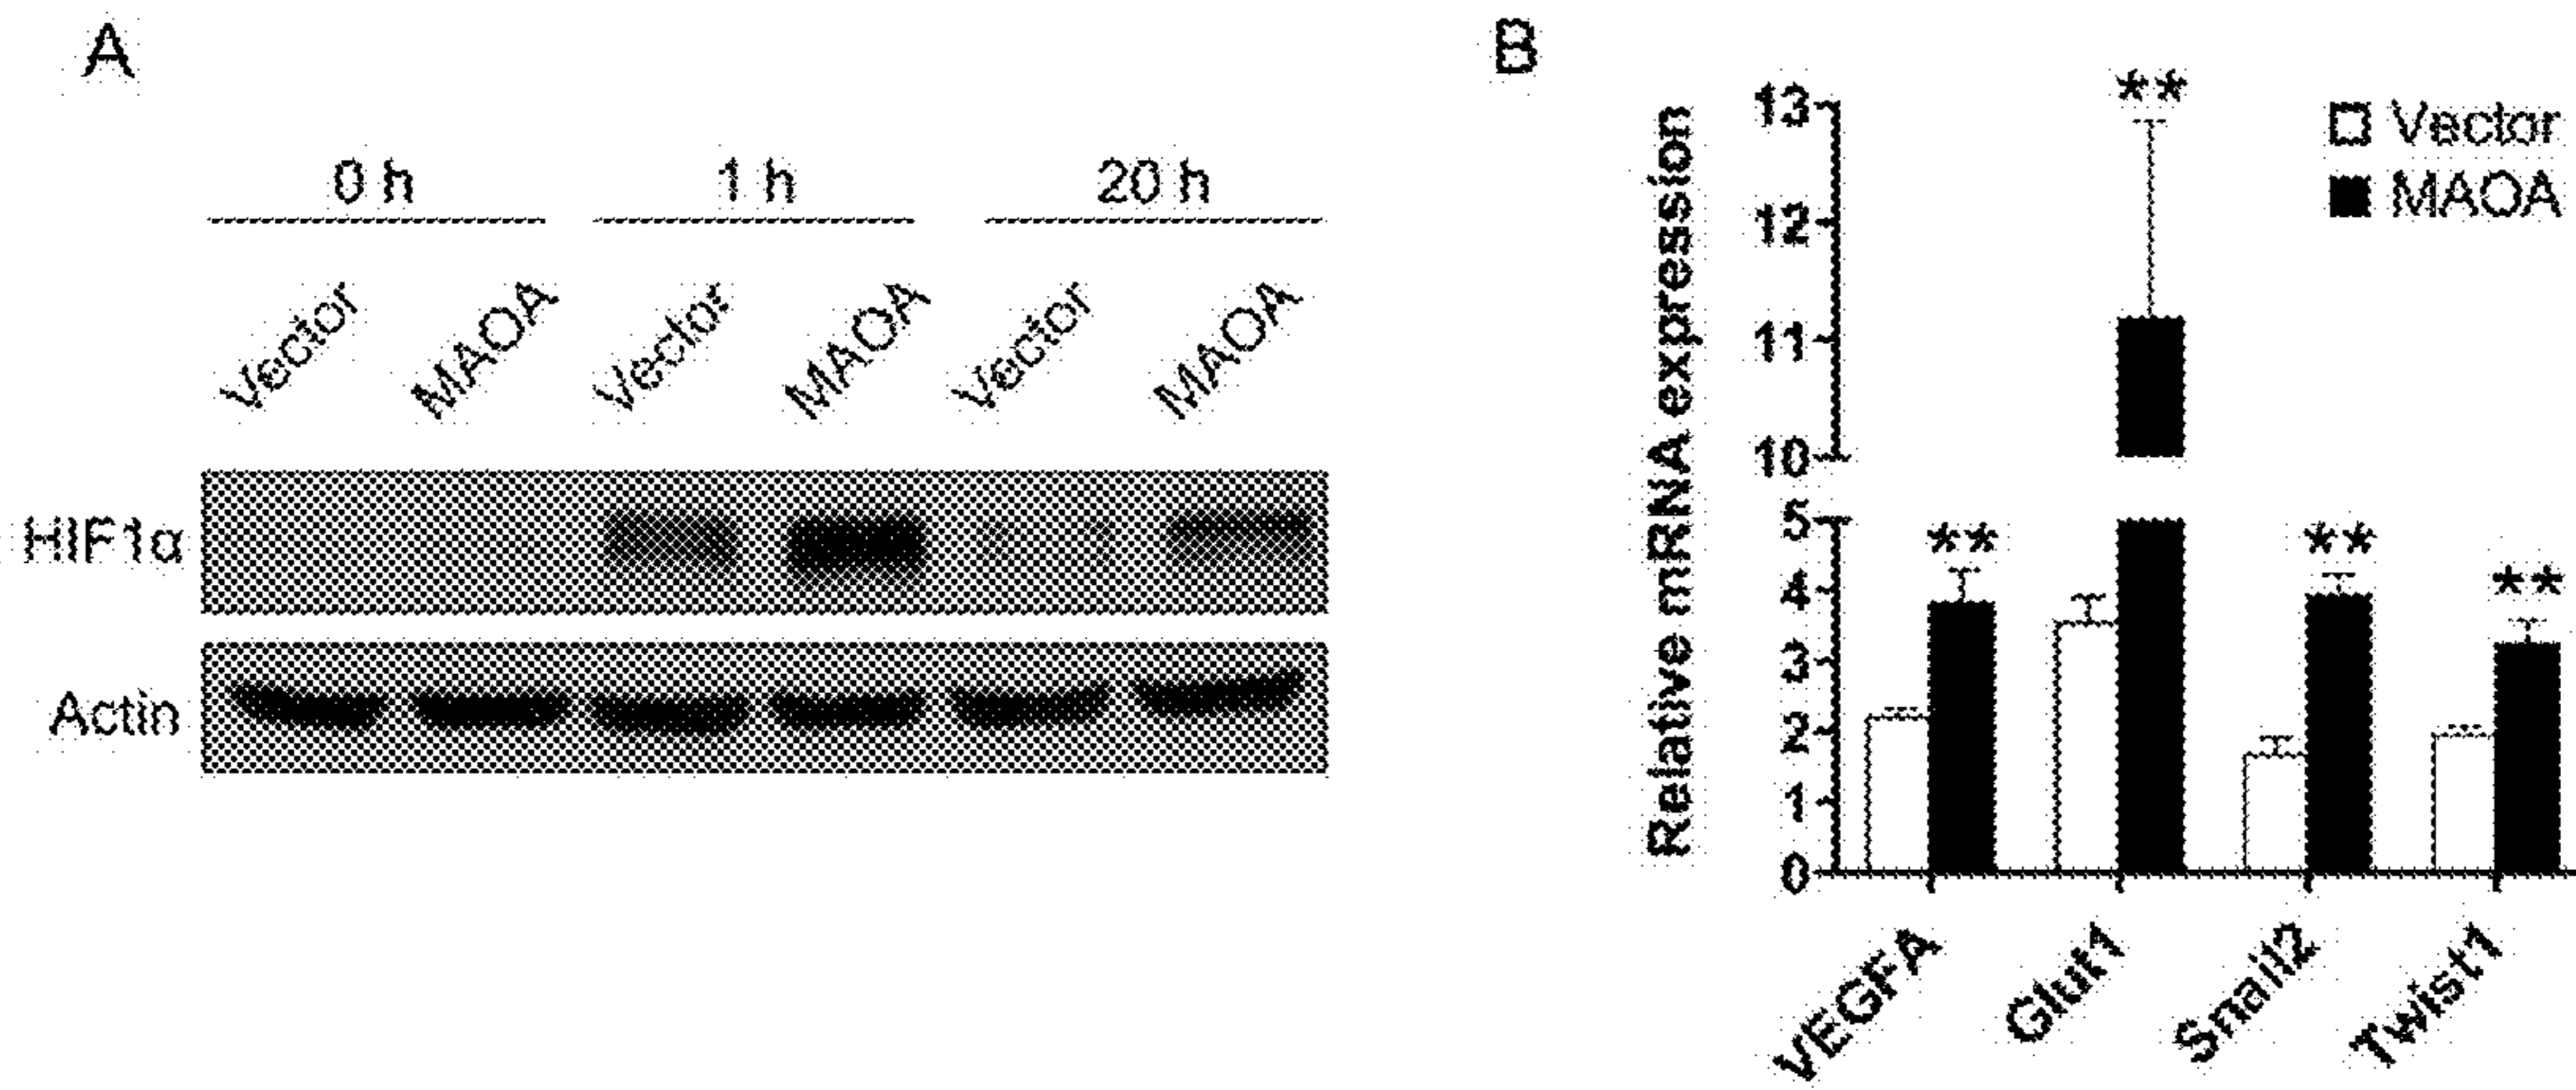 A
0 h 1 h 20 h
Vector MAOA Vector MAOA Vector MAOA
HIF1α
Actin
B
Relative mRNA expression
13
12
11
10
5
4
3
2
1
0
** ** ** **
Vector
MAOA
VEGFA Glut1 Snail2 Twist1